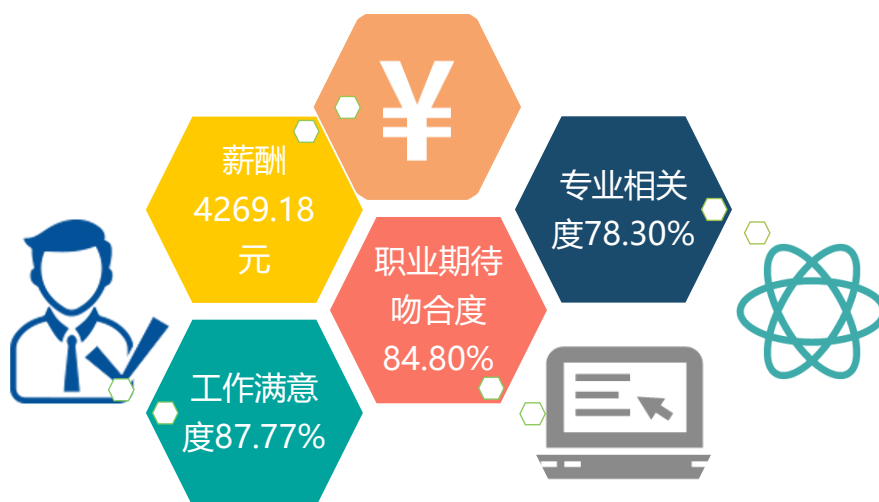 ¥
薪酬
4269.18
元
专业相关
度78.30%
职业期待
吻合度
84.80%
工作满意
度87.77%